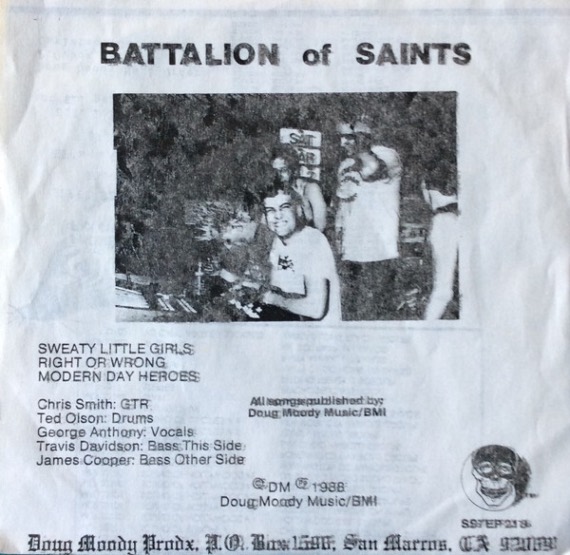 BATTALION of SAINTS
SWEATY LITTLE GIRLS
RIGHT OR WRONG
MODERN DAY HEROES
Chris Smith: GTR
Ted Olson: Drums
George Anthony: Vocals
Travis Davidson: Bass This Side
James Cooper: Bass Other Side
All songs published by:
Doug Moody Music/BMI
©DM ℗ 1988
Doug Moody Music/BMI
Doug Moody Prodx, P.O. Box 1596, San Marcos, CA